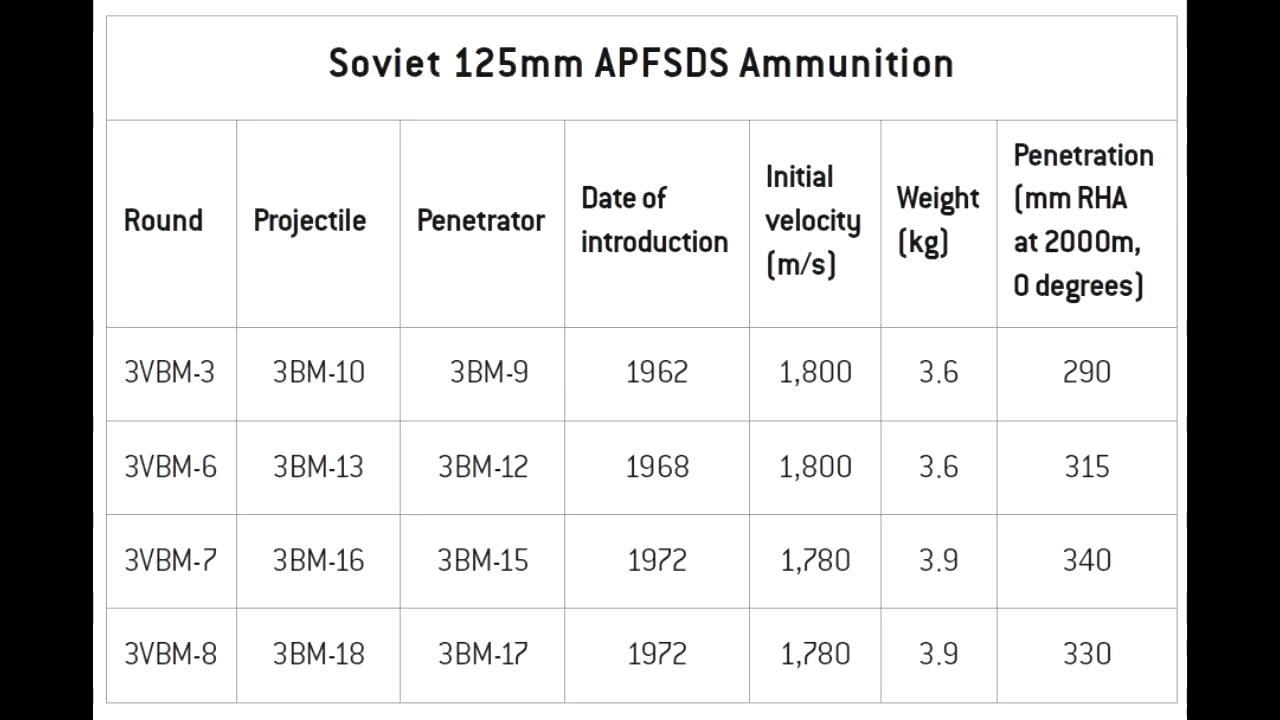 Soviet 125mm APFSDS Ammunition
Round Projectile Penetrator Date of introduction Initial velocity (m/s) Weight (kg) Penetration (mm RHA at 2000m, 0 degrees)
3VBM-3 3BM-10 3BM-9 1962 1,800 3.6 290
3VBM-6 3BM-13 3BM-12 1968 1,800 3.6 315
3VBM-7 3BM-16 3BM-15 1972 1,780 3.9 340
3VBM-8 3BM-18 3BM-17 1972 1,780 3.9 330